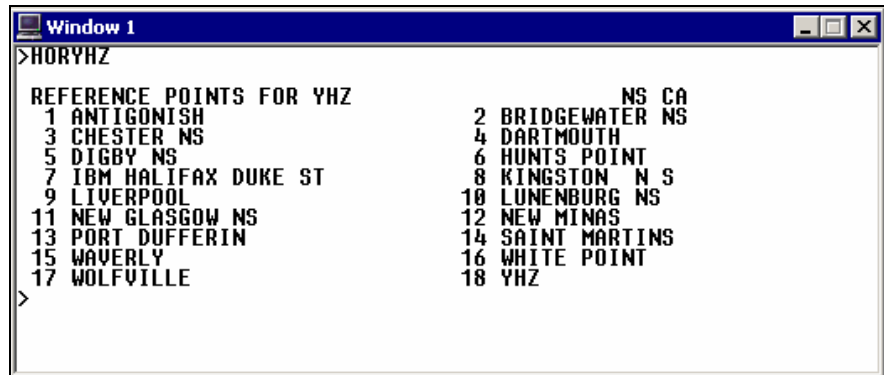 Window 1
>HORYHZ
REFERENCE POINTS FOR YHZ NS CA
1 ANTIGONISH 2 BRIDGEWATER NS
3 CHESTER NS 4 DARTMOUTH
5 DIGBY NS 6 HUNTS POINT
7 IBM HALIFAX DUKE ST 8 KINGSTON N S
9 LIVERPOOL 10 LUNENBURG NS
11 NEW GLASGOW NS 12 NEW MINAS
13 PORT DUFFERIN 14 SAINT MARTINS
15 WAVERLY 16 WHITE POINT
17 WOLFVILLE 18 YHZ
>